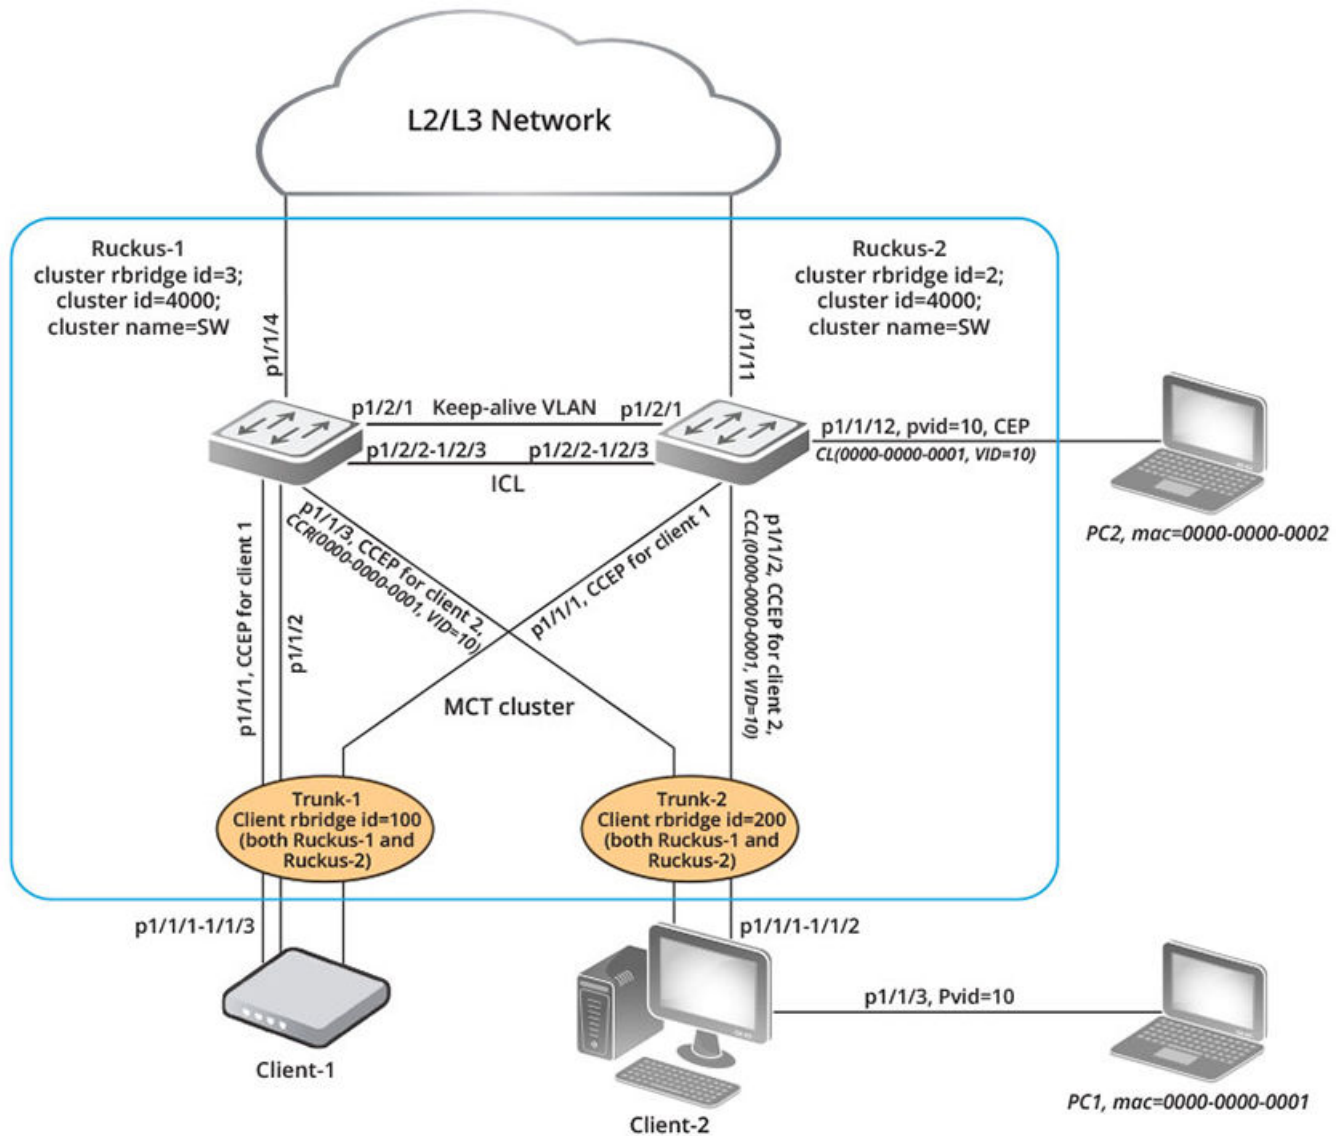 L2/L3 Network
Ruckus-1
cluster rbridge id=3;
cluster id=4000;
cluster name=SW
Ruckus-2
cluster rbridge id=2;
cluster id=4000;
cluster name=SW
p1/1/4
p1/1/11
p1/2/1
Keep-alive VLAN
p1/2/1
p1/2/2-1/2/3
p1/2/2-1/2/3
ICL
p1/1/12, pvid=10, CEP
CL(0000-0000-0001, VID=10)
PC2, mac=0000-0000-0002
p1/1/1, CCEP for client 1
p1/1/2
p1/1/3, CCEP for client 2,
CCR(0000-0000-0001, VID=10)
p1/1/1, CCEP for client 1
p1/1/2, CCEP for client 2,
CCL(0000-0000-0001, VID=10)
MCT cluster
Trunk-1
Client rbridge id=100
(both Ruckus-1 and
Ruckus-2)
Trunk-2
Client rbridge id=200
(both Ruckus-1 and
Ruckus-2)
p1/1/1-1/1/3
p1/1/1-1/1/2
p1/1/3, Pvid=10
Client-1
Client-2
PC1, mac=0000-0000-0001